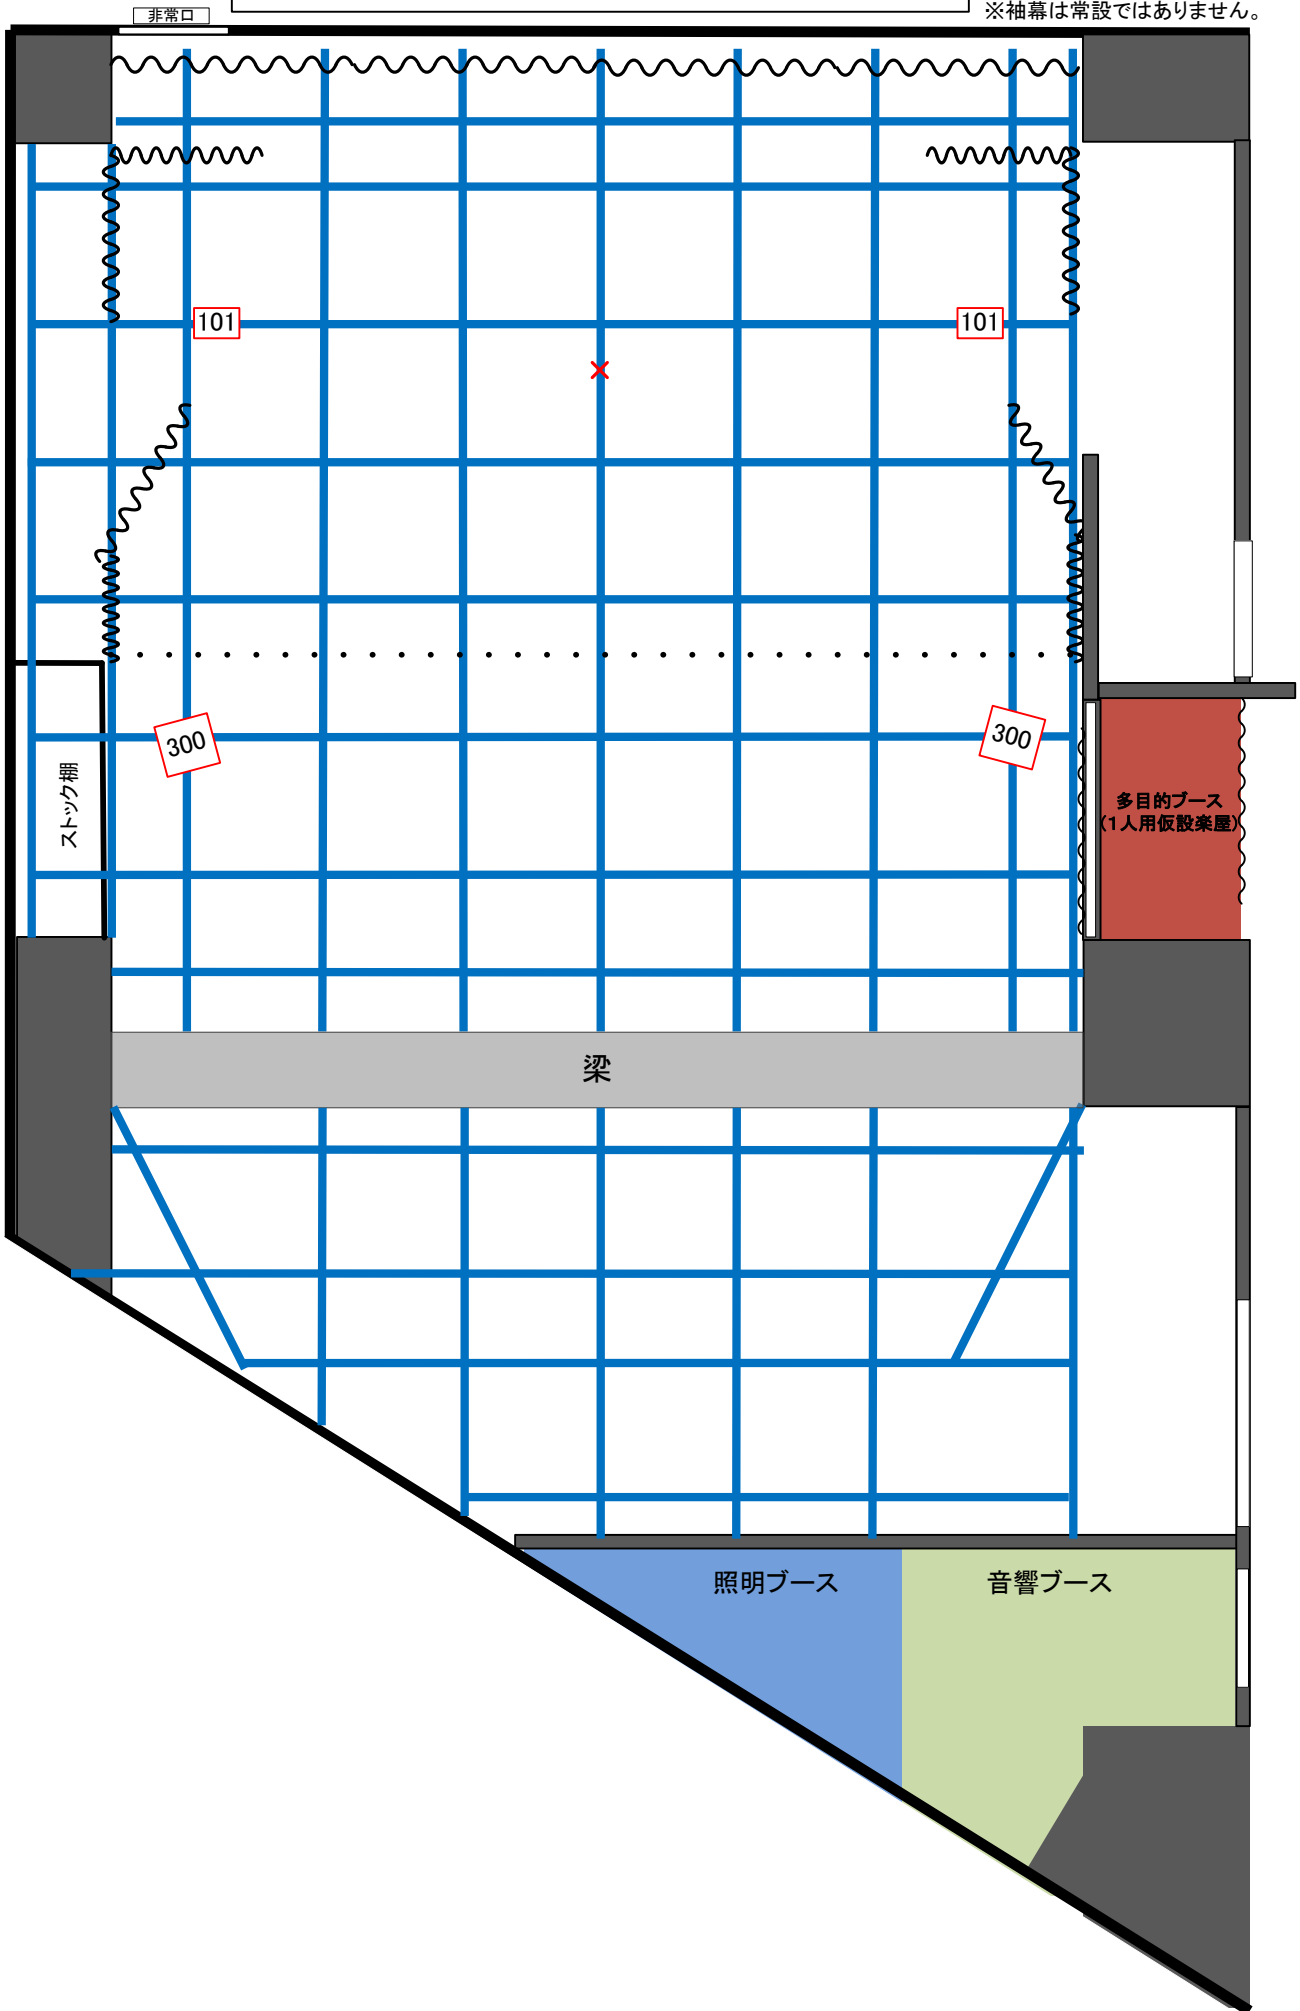 非常口
※袖幕は常設ではありません。
101
101
300
300
ストック棚
多目的ブース
(1人用仮設楽屋)
梁
照明ブース
音響ブース